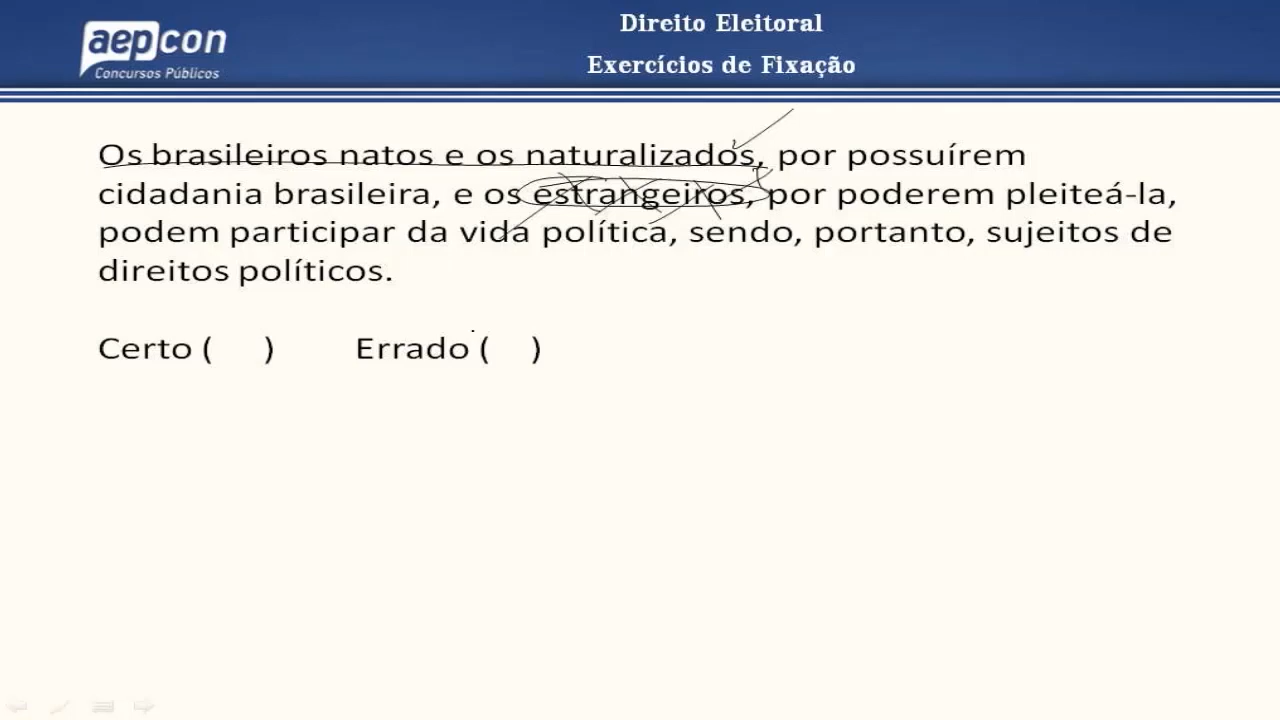 aepcon
Concursos Públicos
Direito Eleitoral
Exercícios de Fixação
Os brasileiros natos e os naturalizados, por possuírem
cidadania brasileira, e os estrangeiros, por poderem pleiteá-la,
podem participar da vida política, sendo, portanto, sujeitos de
direitos políticos.
Certo ( ) Errado ( )